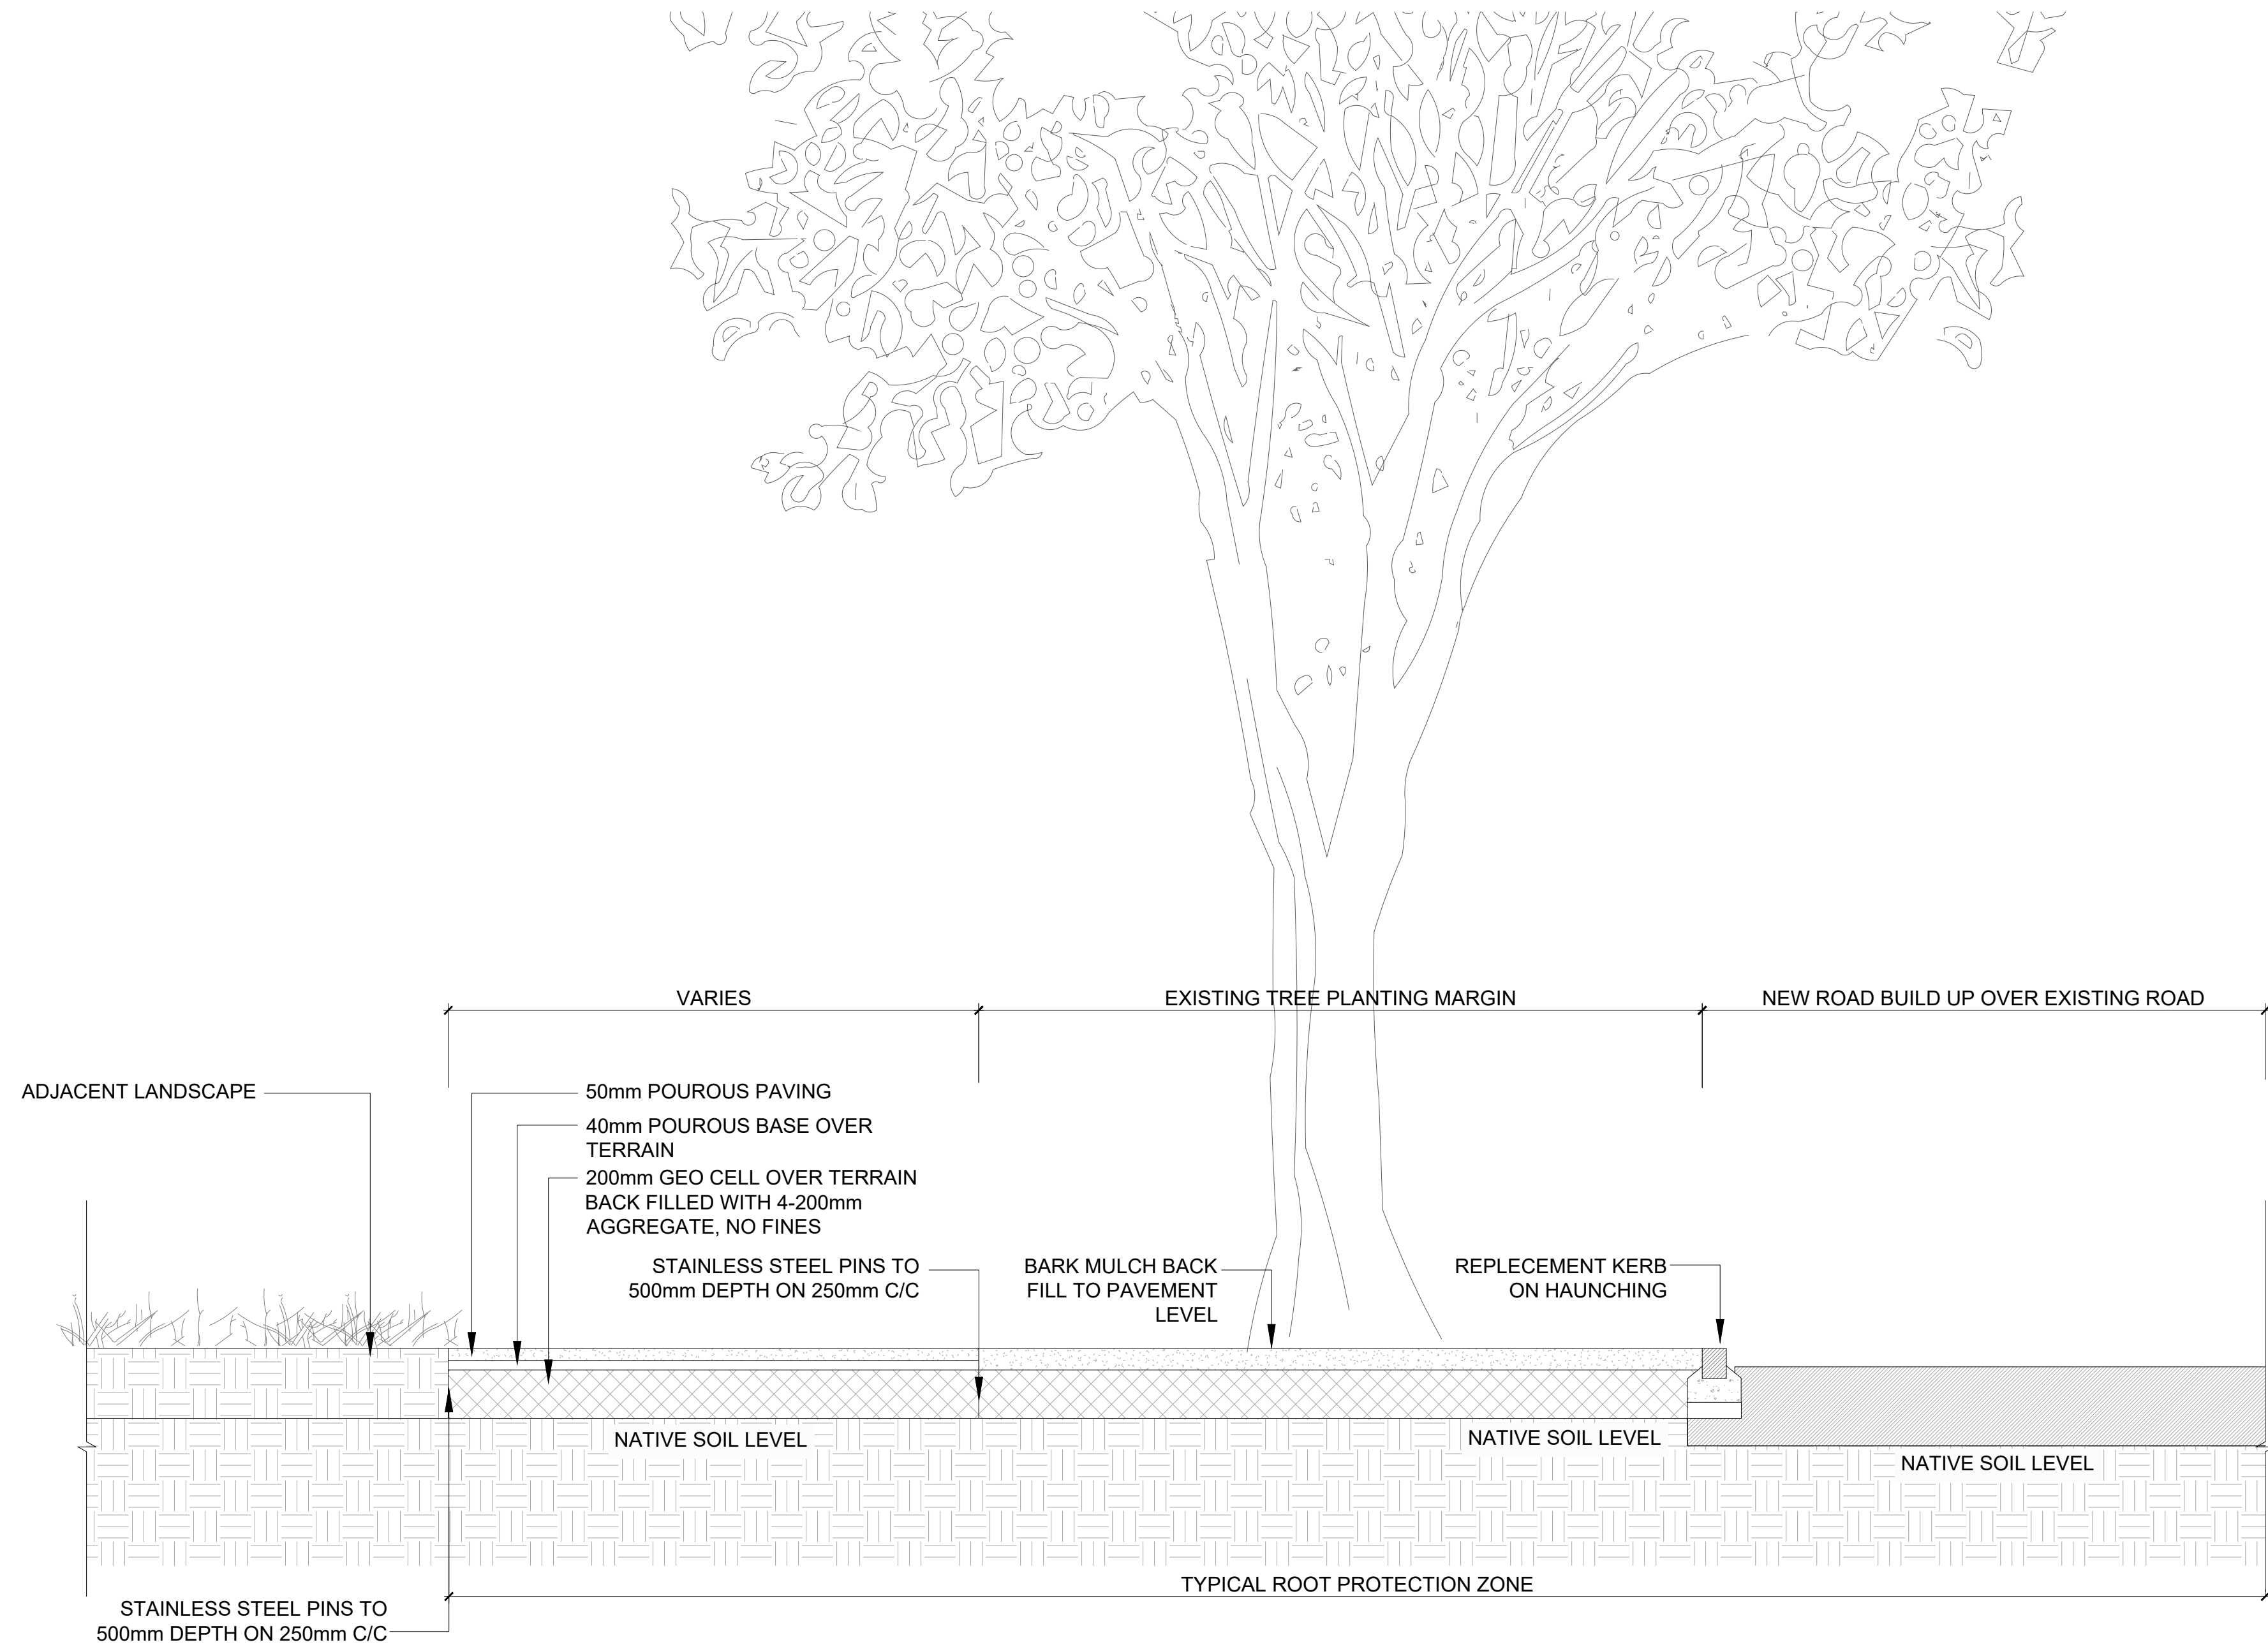 VARIES
EXISTING TREE PLANTING MARGIN
NEW ROAD BUILD UP OVER EXISTING ROAD
ADJACENT LANDSCAPE
50mm POUROUS PAVING
40mm POUROUS BASE OVER
TERRAIN
200mm GEO CELL OVER TERRAIN
BACK FILLED WITH 4-200mm
AGGREGATE, NO FINES
STAINLESS STEEL PINS TO
500mm DEPTH ON 250mm C/C
BARK MULCH BACK
FILL TO PAVEMENT
LEVEL
REPLECEMENT KERB
ON HAUNCHING
NATIVE SOIL LEVEL
NATIVE SOIL LEVEL
NATIVE SOIL LEVEL
TYPICAL ROOT PROTECTION ZONE
STAINLESS STEEL PINS TO
500mm DEPTH ON 250mm C/C